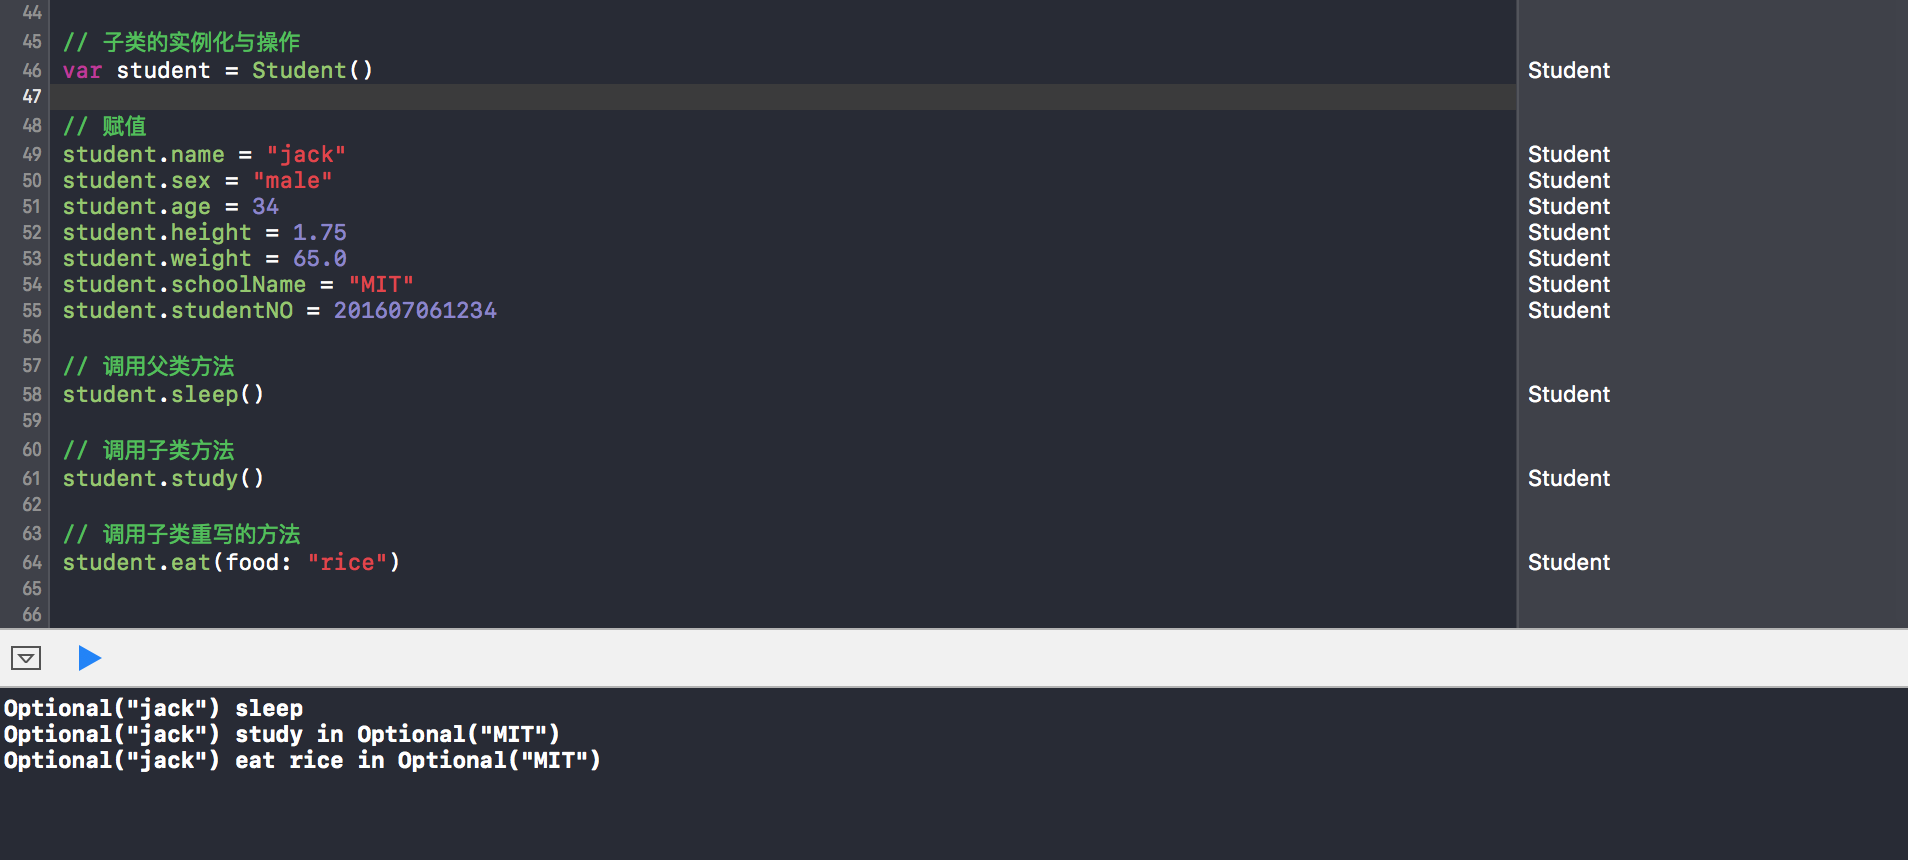 44
45 // 子类的实例化与操作
46 var student = Student() Student
47
48 // 赋值
49 student.name = "jack" Student
50 student.sex = "male" Student
51 student.age = 34 Student
52 student.height = 1.75 Student
53 student.weight = 65.0 Student
54 student.schoolName = "MIT" Student
55 student.studentNO = 201607061234 Student
56
57 // 调用父类方法
58 student.sleep() Student
59
60 // 调用子类方法
61 student.study() Student
62
63 // 调用子类重写的方法
64 student.eat(food: "rice") Student
65
66
Optional("jack") sleep
Optional("jack") study in Optional("MIT")
Optional("jack") eat rice in Optional("MIT")